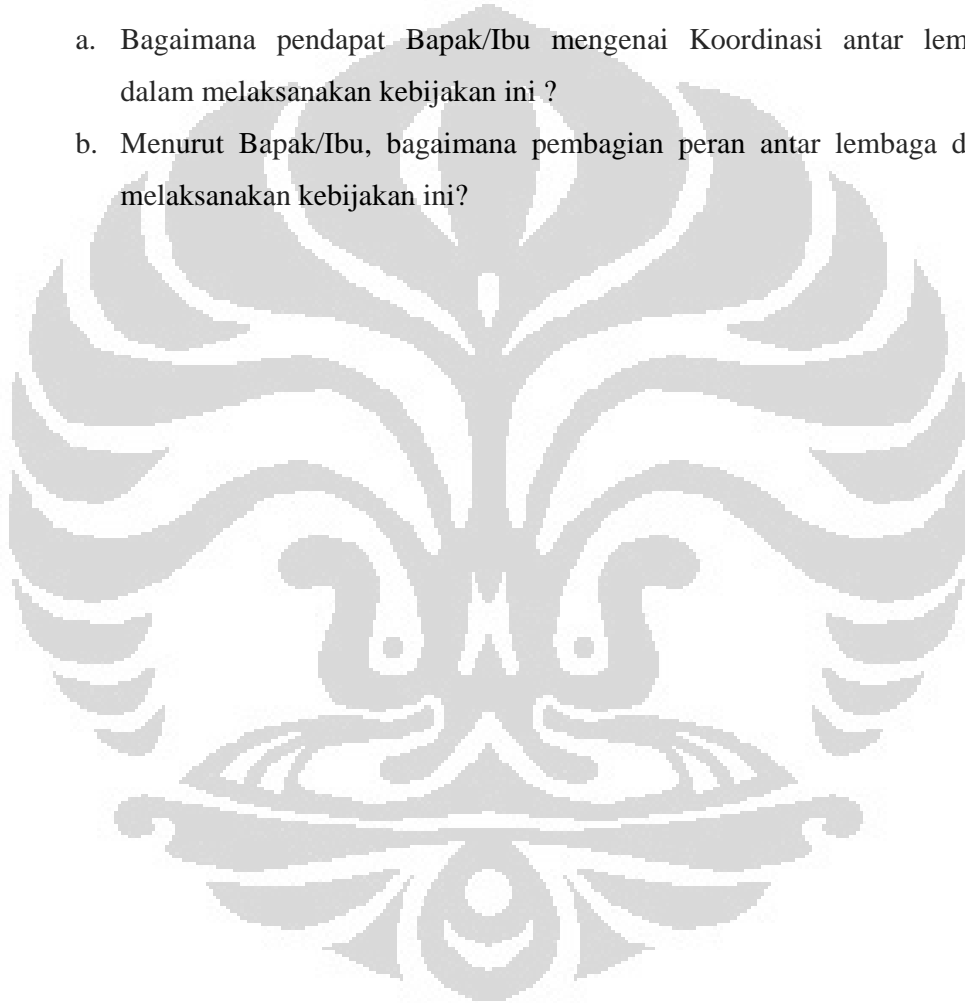 a. Bagaimana pendapat Bapak/Ibu mengenai Koordinasi antar
dalam melaksanakan kebijakan ini ?
b. Menurut Bapak/Ibu, bagaimana pembagian peran antar lembaga
melaksanakan kebijakan ini?